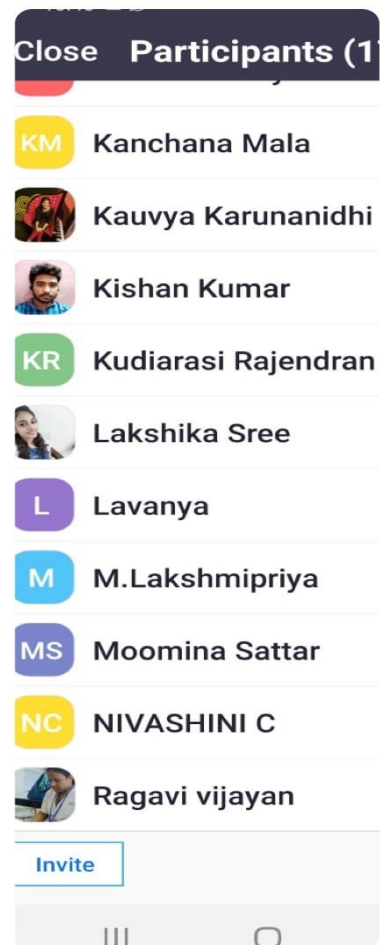 Close Participants (1
KM Kanchana Mala
Kauvya Karunanidhi
Kishan Kumar
KR Kudiarasi Rajendran
Lakshika Sree
L Lavanya
M M.Lakshmipriya
MS Moomina Sattar
NC NIVASHINI C
Ragavi vijayan
Invite